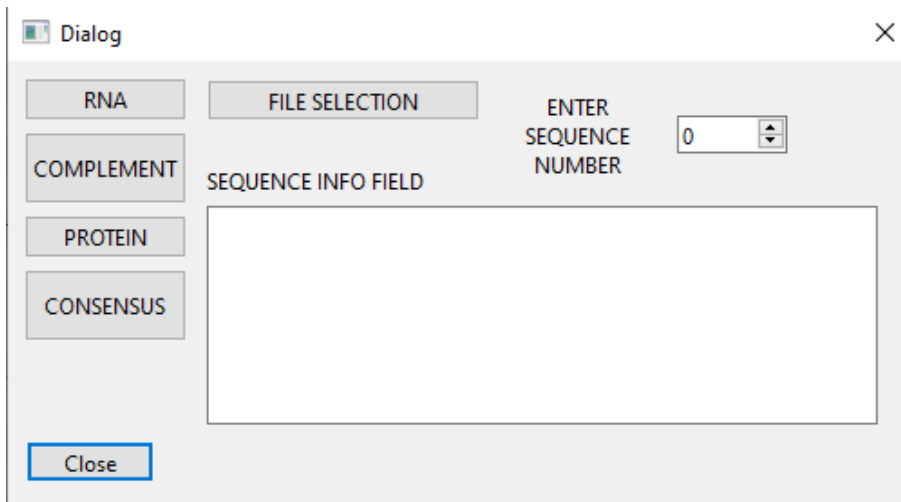 Dialog
RNA
FILE SELECTION
ENTER
SEQUENCE
NUMBER
0
COMPLEMENT
SEQUENCE INFO FIELD
PROTEIN
CONSENSUS
Close